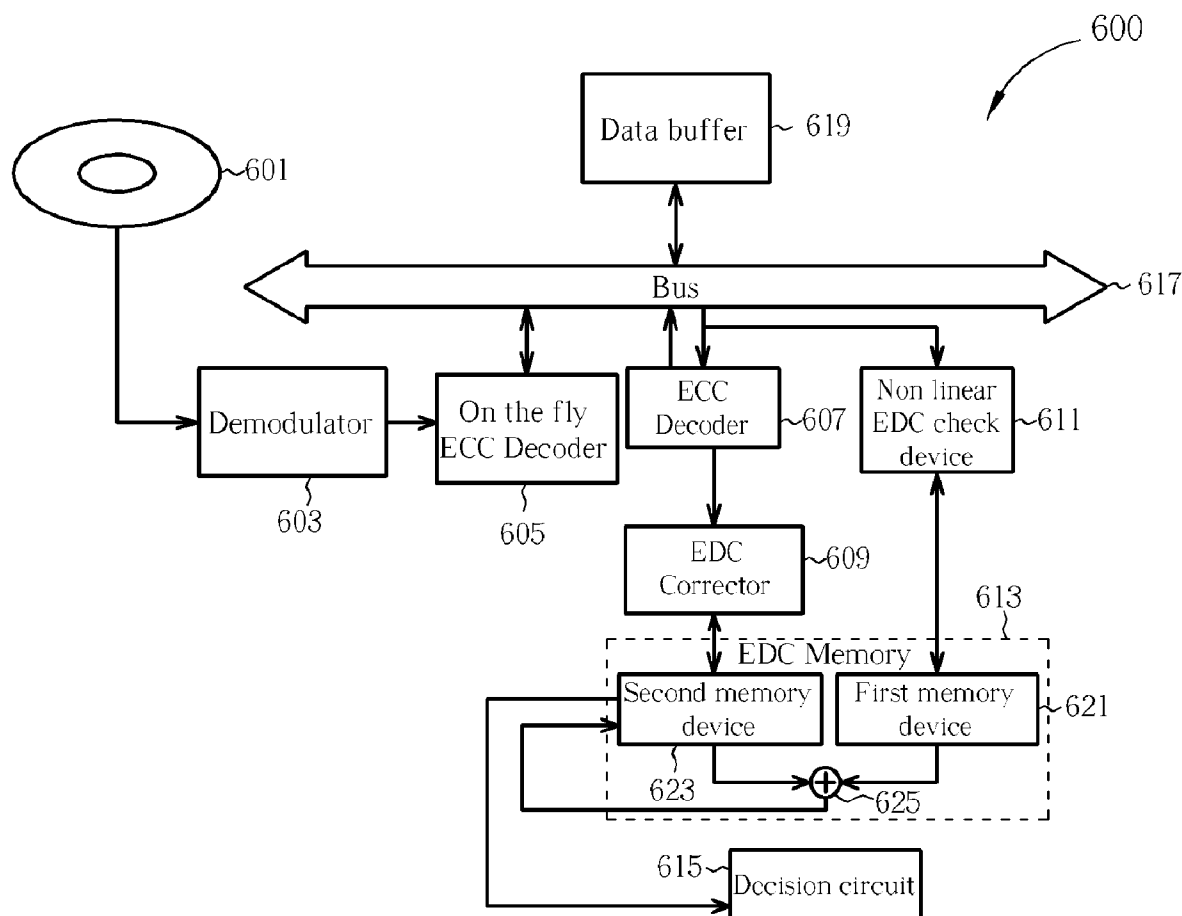 600
Data buffer
619
601
Bus
617
Demodulator
603
On the fly
ECC Decoder
605
ECC
Decoder
607
Non linear
EDC check
device
611
EDC
Corrector
609
613
EDC Memory
Second memory
device
623
First memory
device
621
625
615
Decision circuit